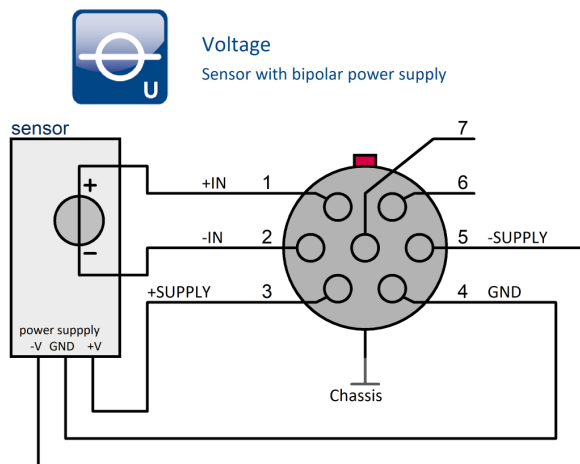 U
Voltage
Sensor with bipolar power supply
sensor
7
+
+IN 1
6
-IN 2
5 -SUPPLY
−
+SUPPLY 3
4 GND
power suppply
-V GND +V
Chassis